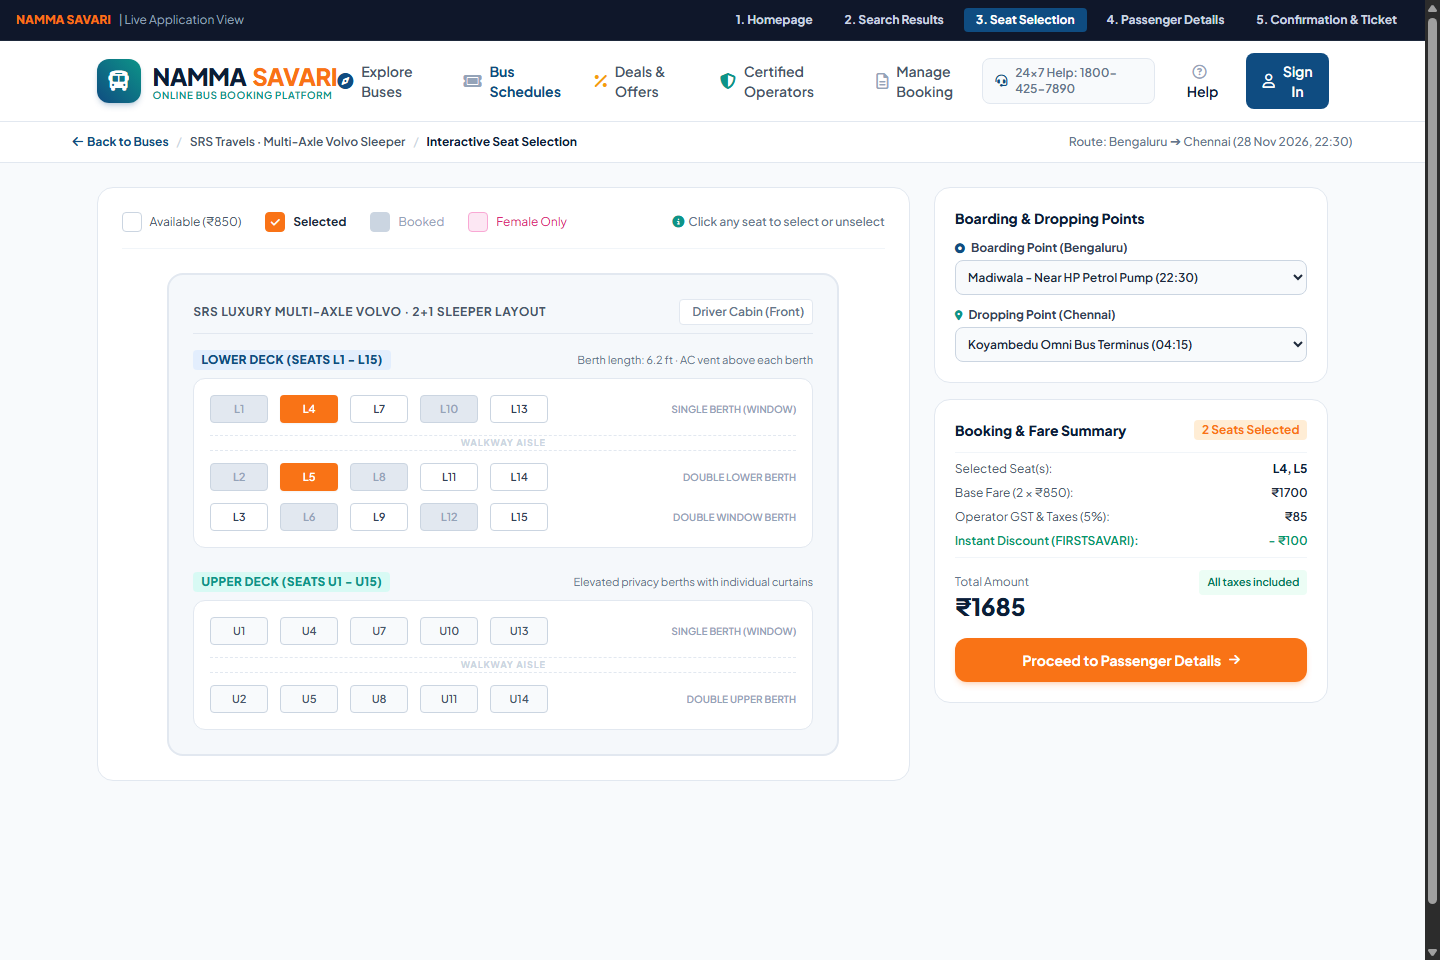 NAMMA SAVARI | Live Application View
1. Homepage
2. Search Results
3. Seat Selection
4. Passenger Details
5. Confirmation & Ticket
NAMMA SAVARI
ONLINE BUS BOOKING PLATFORM
Explore
Buses
Bus
Schedules
Deals &
Offers
Certified
Operators
Manage
Booking
24×7 Help: 1800-
425-7890
Help
Sign
In
← Back to Buses / SRS Travels · Multi-Axle Volvo Sleeper / Interactive Seat Selection
Route: Bengaluru → Chennai (28 Nov 2026, 22:30)
Available (₹850)
Selected
Booked
Female Only
Click any seat to select or unselect
SRS LUXURY MULTI-AXLE VOLVO · 2+1 SLEEPER LAYOUT
Driver Cabin (Front)
LOWER DECK (SEATS L1 - L15)
Berth length: 6.2 ft · AC vent above each berth
L1 L4 L7 L10 L13 SINGLE BERTH (WINDOW)
WALKWAY AISLE
L2 L5 L8 L11 L14 DOUBLE LOWER BERTH
L3 L6 L9 L12 L15 DOUBLE WINDOW BERTH
UPPER DECK (SEATS U1 - U15)
Elevated privacy berths with individual curtains
U1 U4 U7 U10 U13 SINGLE BERTH (WINDOW)
WALKWAY AISLE
U2 U5 U8 U11 U14 DOUBLE UPPER BERTH
Boarding & Dropping Points
Boarding Point (Bengaluru)
Madiwala - Near HP Petrol Pump (22:30)
Dropping Point (Chennai)
Koyambedu Omni Bus Terminus (04:15)
Booking & Fare Summary
2 Seats Selected
Selected Seat(s): L4, L5
Base Fare (2 × ₹850): ₹1700
Operator GST & Taxes (5%): ₹85
Instant Discount (FIRSTSAVARI): - ₹100
Total Amount
All taxes included
₹1685
Proceed to Passenger Details →